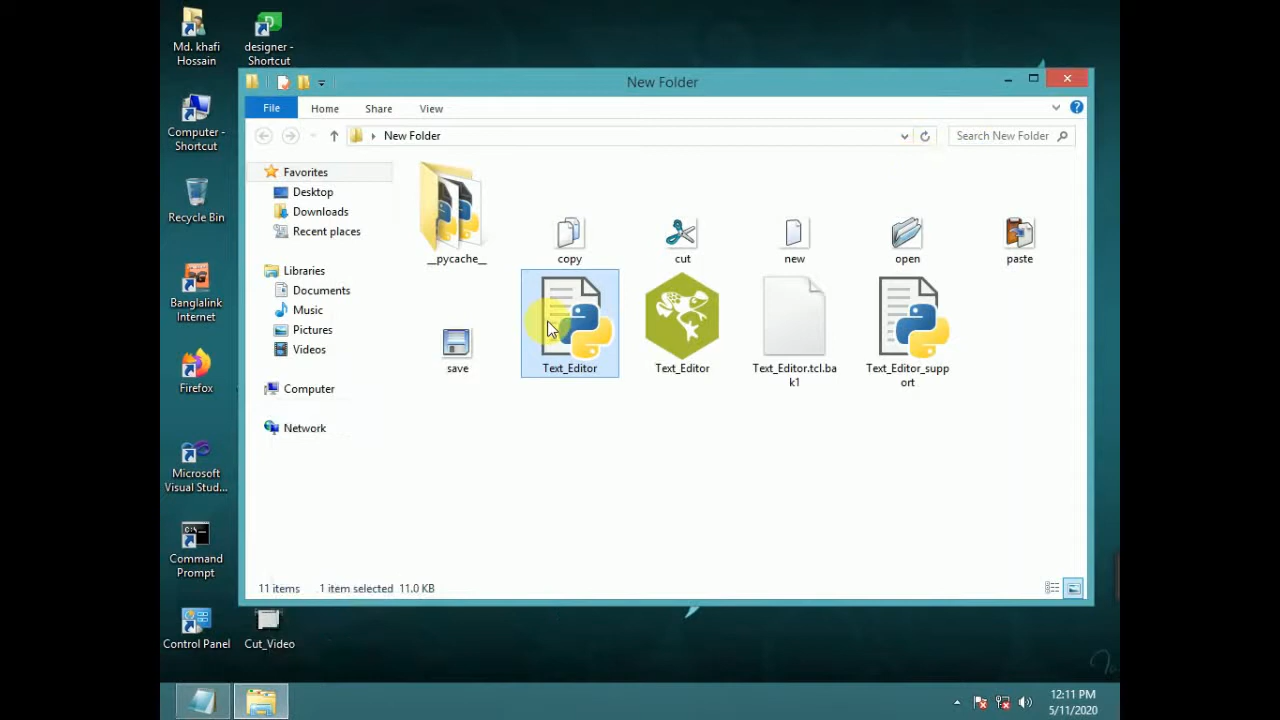 Md. khafi
Hossain
designer -
Shortcut
Computer -
Shortcut
Recycle Bin
Banglalink
Internet
Firefox
Microsoft
Visual Stud...
Command
Prompt
Control Panel
Cut_Video
New Folder
File
Home
Share
View
New Folder
Search New Folder
Favorites
Desktop
Downloads
Recent places
Libraries
Documents
Music
Pictures
Videos
Computer
Network
__pycache__
copy
cut
new
open
paste
save
Text_Editor
Text_Editor
Text_Editor.tcl.ba
k1
Text_Editor_supp
ort
11 items
1 item selected 11.0 KB
12:11 PM
5/11/2020